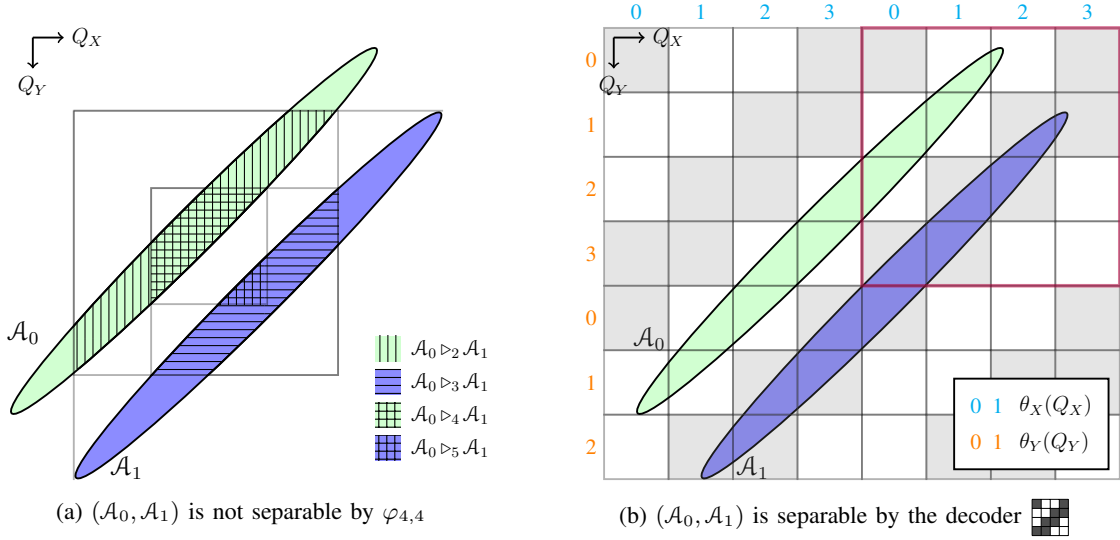 Q_X
Q_Y
𝒜_0
𝒜_1
𝒜_0 ▷_2 𝒜_1
𝒜_0 ▷_3 𝒜_1
𝒜_0 ▷_4 𝒜_1
𝒜_0 ▷_5 𝒜_1
(a) (𝒜_0, 𝒜_1) is not separable by φ_{4,4}
0 1 2 3 0 1 2 3
Q_X
Q_Y
0
1
2
3
0
1
2
𝒜_0
𝒜_1
0 1 θ_X(Q_X)
0 1 θ_Y(Q_Y)
(b) (𝒜_0, 𝒜_1) is separable by the decoder